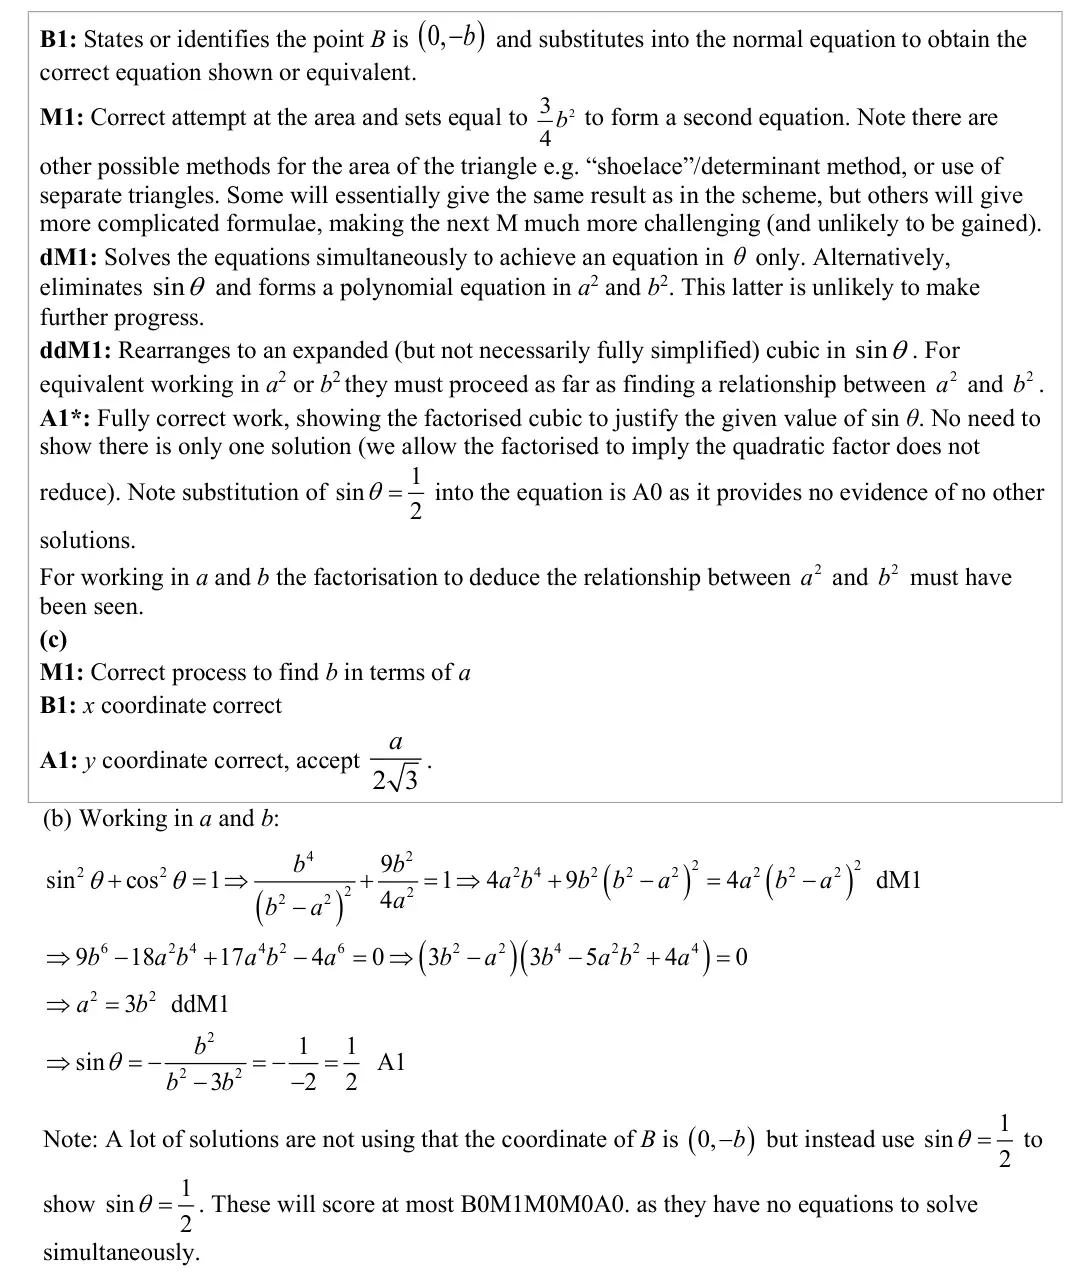 B1: States or identifies the point B is (0,−b) and substitutes into the normal equation to obtain the
correct equation shown or equivalent.
M1: Correct attempt at the area and sets equal to 3/4 b² to form a second equation. Note there are
other possible methods for the area of the triangle e.g. “shoelace”/determinant method, or use of
separate triangles. Some will essentially give the same result as in the scheme, but others will give
more complicated formulae, making the next M much more challenging (and unlikely to be gained).
dM1: Solves the equations simultaneously to achieve an equation in θ only. Alternatively,
eliminates sin θ and forms a polynomial equation in a² and b². This latter is unlikely to make
further progress.
ddM1: Rearranges to an expanded (but not necessarily fully simplified) cubic in sin θ. For
equivalent working in a² or b² they must proceed as far as finding a relationship between a² and b².
A1*: Fully correct work, showing the factorised cubic to justify the given value of sin θ. No need to
show there is only one solution (we allow the factorised to imply the quadratic factor does not
reduce). Note substitution of sin θ = 1/2 into the equation is A0 as it provides no evidence of no other
solutions.
For working in a and b the factorisation to deduce the relationship between a² and b² must have
been seen.
(c)
M1: Correct process to find b in terms of a
B1: x coordinate correct
A1: y coordinate correct, accept a/(2√3).
(b) Working in a and b:
sin² θ + cos² θ = 1 ⇒ b⁴/(b² − a²)² + 9b²/4a² = 1 ⇒ 4a²b⁴ + 9b²(b² − a²)² = 4a²(b² − a²)² dM1
⇒ 9b⁶ − 18a²b⁴ + 17a⁴b² − 4a⁶ = 0 ⇒ (3b² − a²)(3b⁴ − 5a²b² + 4a⁴) = 0
⇒ a² = 3b² ddM1
⇒ sin θ = − b²/(b² − 3b²) = − 1/−2 = 1/2 A1
Note: A lot of solutions are not using that the coordinate of B is (0,−b) but instead use sin θ = 1/2 to
show sin θ = 1/2. These will score at most B0M1M0M0A0. as they have no equations to solve
simultaneously.